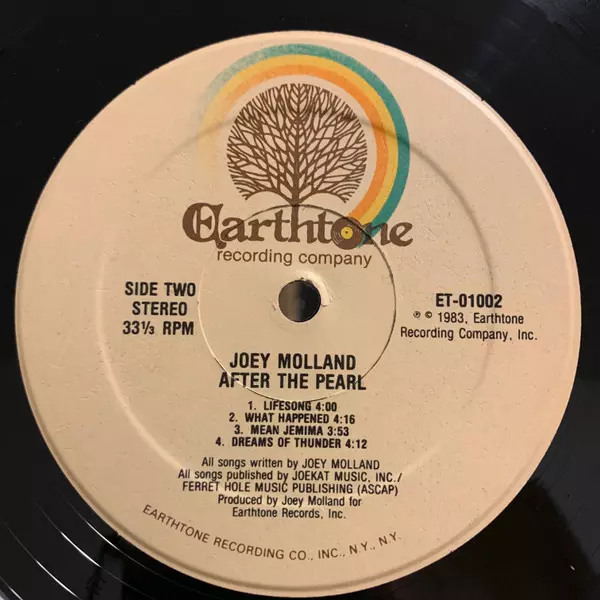 Earthtone
recording company
SIDE TWO
STEREO
33⅓ RPM
ET-01002
℗ © 1983, Earthtone
Recording Company, Inc.
JOEY MOLLAND
AFTER THE PEARL
1. LIFESONG 4:00
2. WHAT HAPPENED 4:16
3. MEAN JEMIMA 3:53
4. DREAMS OF THUNDER 4:12
All songs written by JOEY MOLLAND
All songs published by JOEKAT MUSIC, INC./
FERRET HOLE MUSIC PUBLISHING (ASCAP)
Produced by Joey Molland for
Earthtone Records, Inc.
EARTHTONE RECORDING CO., INC., N.Y., N.Y.